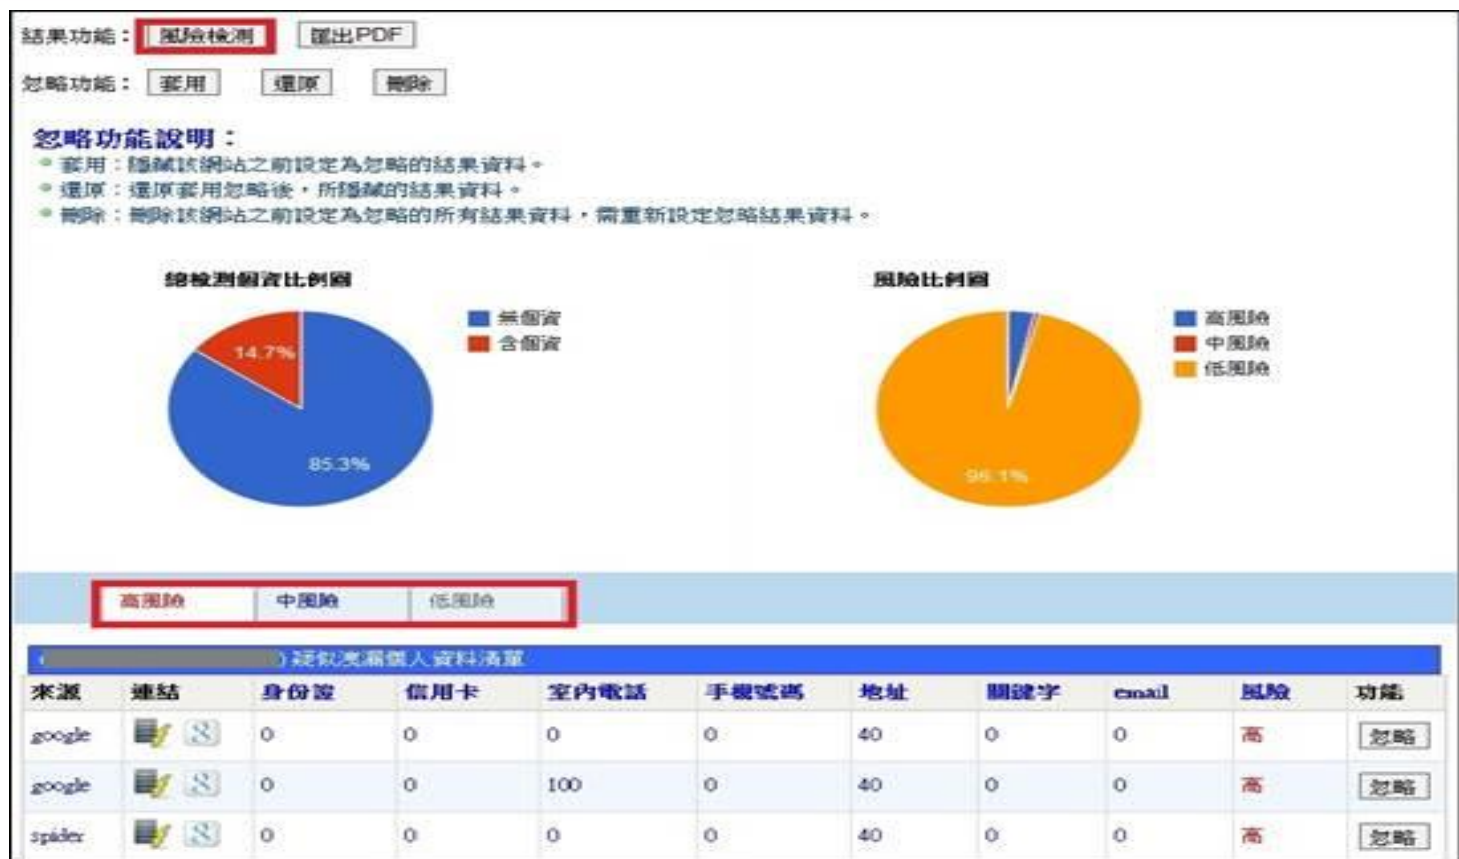 結果功能： 風險檢測 匯出PDF
忽略功能： 套用 還原 刪除
忽略功能說明：
套用：隱藏該網站之前設定為忽略的結果資料。
還原：還原套用忽略後，所隱藏的結果資料。
刪除：刪除該網站之前設定為忽略的所有結果資料，需重新設定忽略結果資料。
總檢測個資比例圖
無個資
含個資
14.7%
85.3%
風險比例圖
高風險
中風險
低風險
96.1%
高風險 中風險 低風險
) 疑似洩漏個人資料清單
來源 連結 身份證 信用卡 室內電話 手機號碼 地址 關鍵字 email 風險 功能
google 8 0 0 0 0 40 0 0 高 忽略
google 8 0 0 100 0 40 0 0 高 忽略
spider 8 0 0 0 0 40 0 0 高 忽略